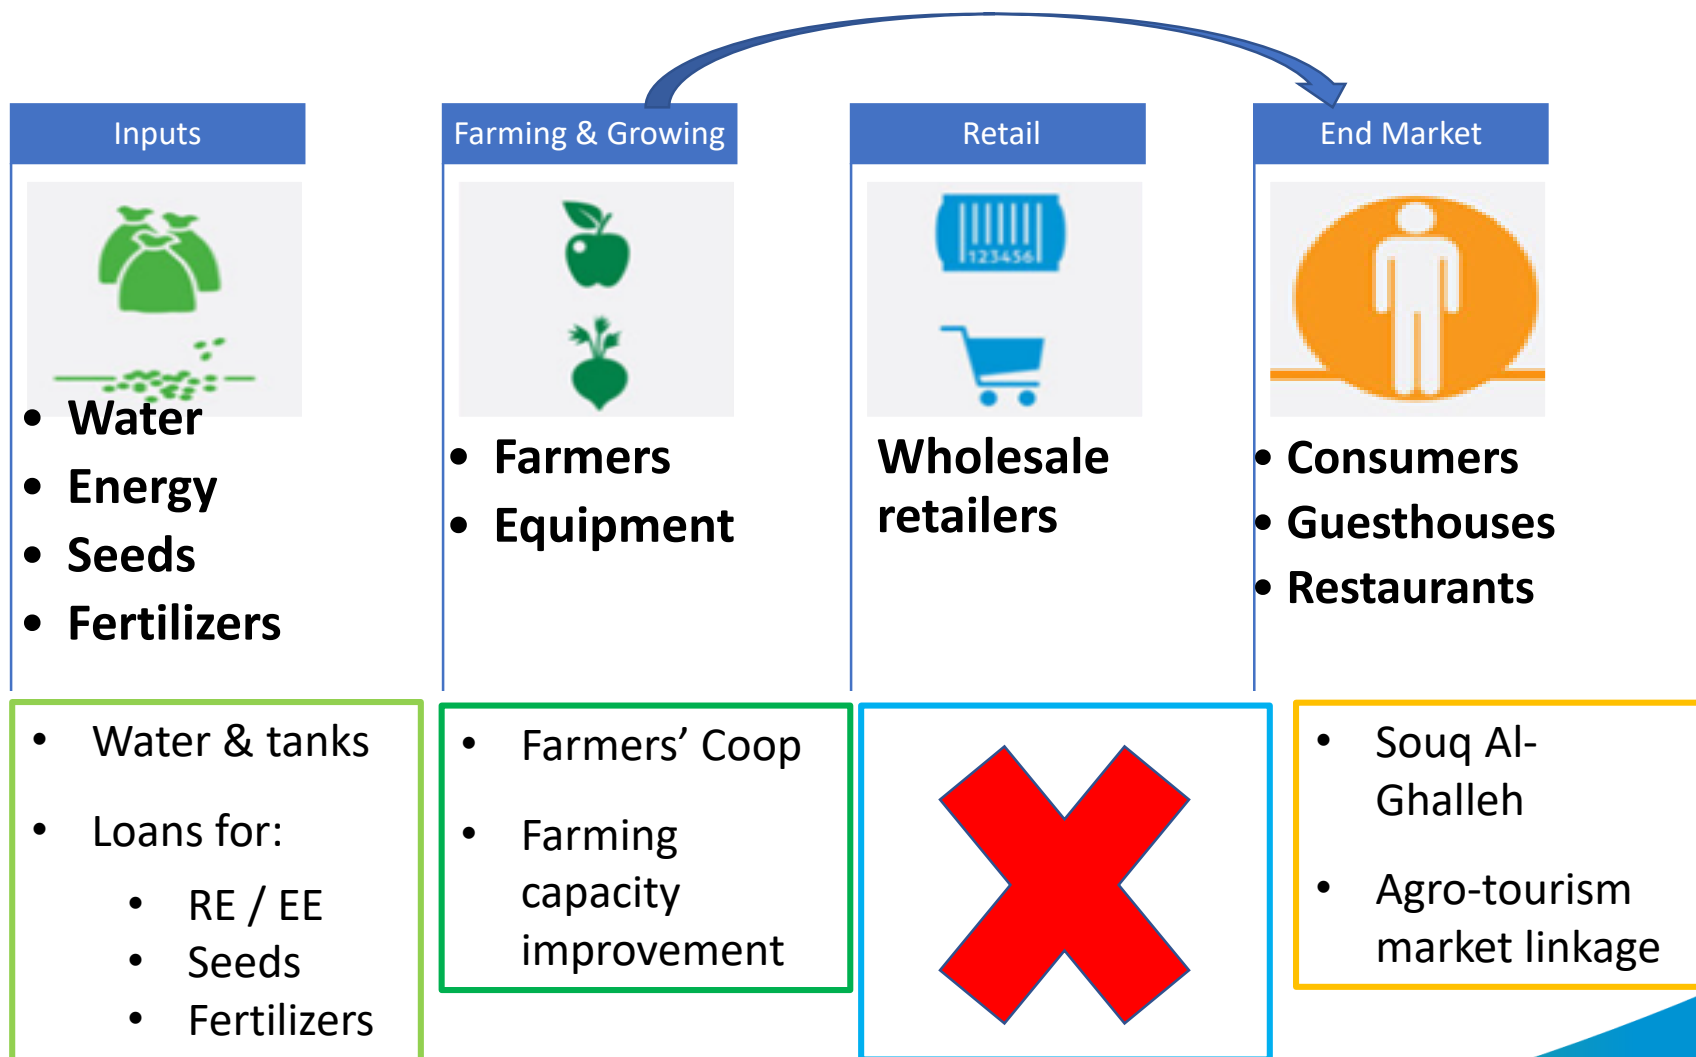 Inputs
• Water
• Energy
• Seeds
• Fertilizers
• Water & tanks
• Loans for:
• RE / EE
• Seeds
• Fertilizers
Farming & Growing
• Farmers
• Equipment
• Farmers’ Coop
• Farming
capacity
improvement
Retail
123456
Wholesale
retailers
End Market
• Consumers
• Guesthouses
• Restaurants
• Souq Al-
Ghalleh
• Agro-tourism
market linkage